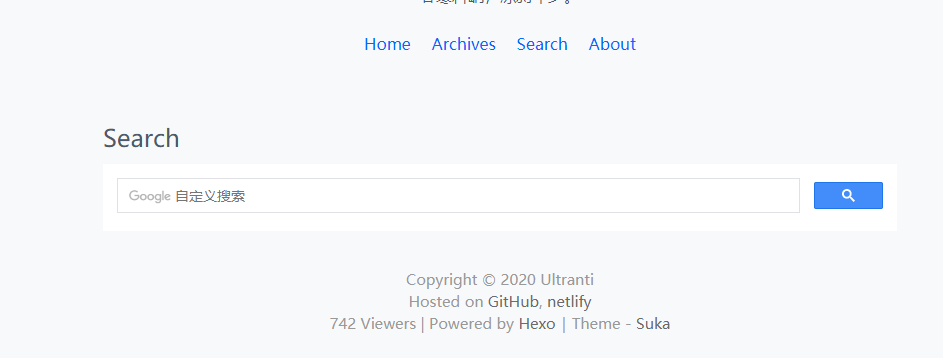 Home Archives Search About
Search
Google 自定义搜索
Copyright © 2020 Ultranti
Hosted on GitHub, netlify
742 Viewers | Powered by Hexo | Theme - Suka